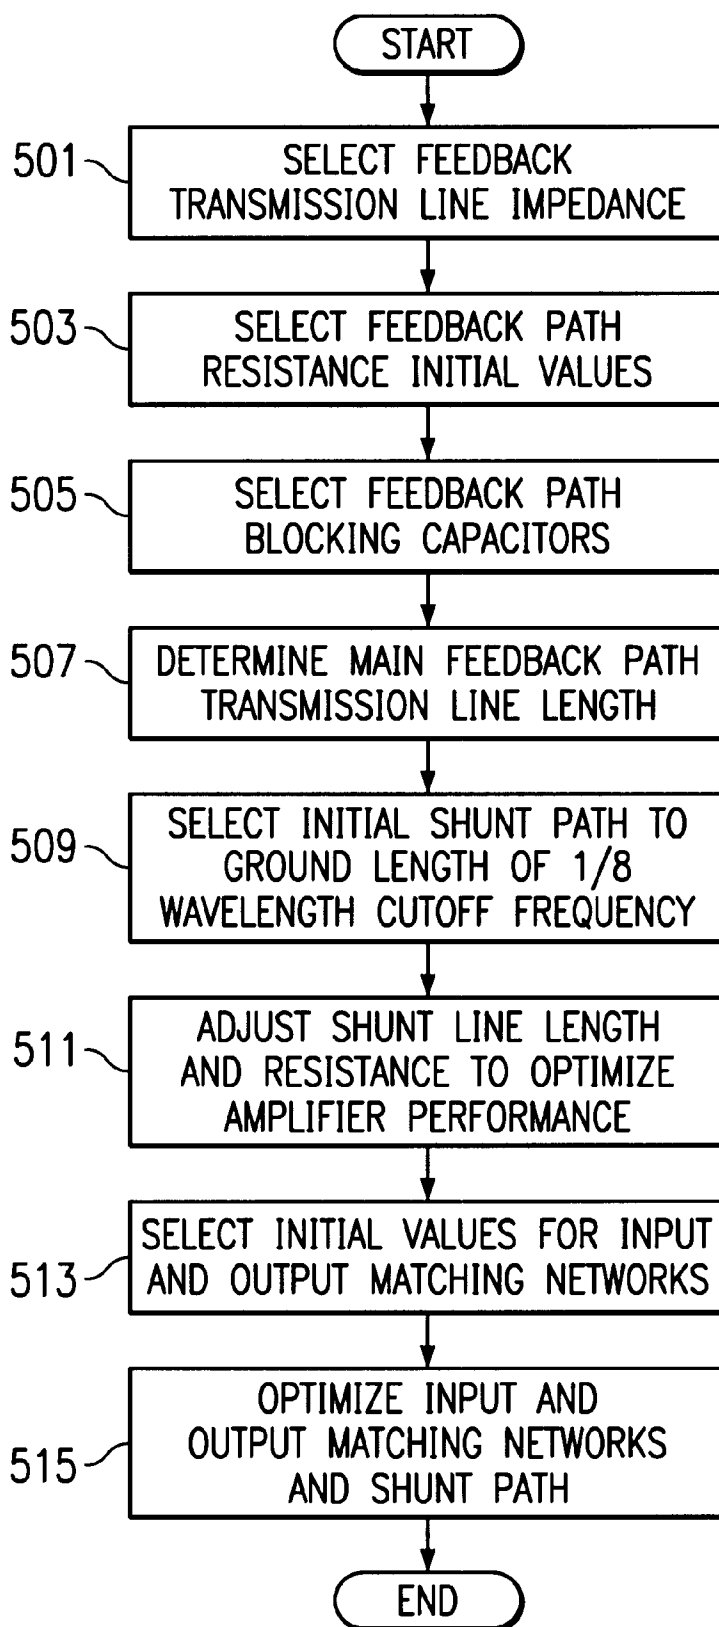 START
501
SELECT FEEDBACK
TRANSMISSION LINE IMPEDANCE
503
SELECT FEEDBACK PATH
RESISTANCE INITIAL VALUES
505
SELECT FEEDBACK PATH
BLOCKING CAPACITORS
507
DETERMINE MAIN FEEDBACK PATH
TRANSMISSION LINE LENGTH
509
SELECT INITIAL SHUNT PATH TO
GROUND LENGTH OF 1/8
WAVELENGTH CUTOFF FREQUENCY
511
ADJUST SHUNT LINE LENGTH
AND RESISTANCE TO OPTIMIZE
AMPLIFIER PERFORMANCE
513
SELECT INITIAL VALUES FOR INPUT
AND OUTPUT MATCHING NETWORKS
515
OPTIMIZE INPUT AND
OUTPUT MATCHING NETWORKS
AND SHUNT PATH
END